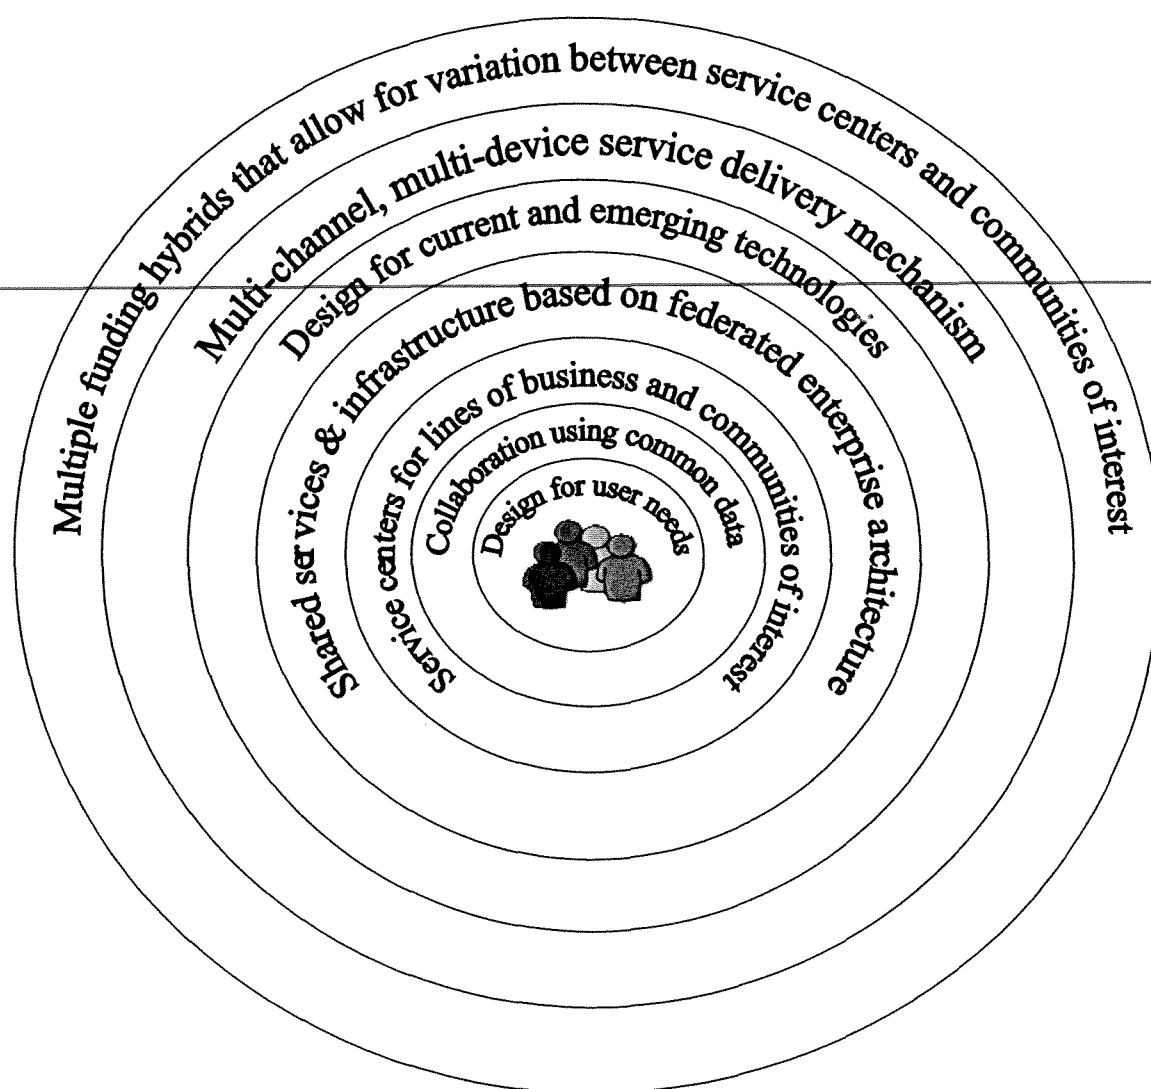 Multiple funding hybrids that allow for variation between service centers and communities of interest
Multi-channel, multi-device service delivery mechanism
Design for current and emerging technologies
Shared services & infrastructure based on federated enterprise architecture
Service centers for lines of business and communities of interest
Collaboration using common data
Design for user needs